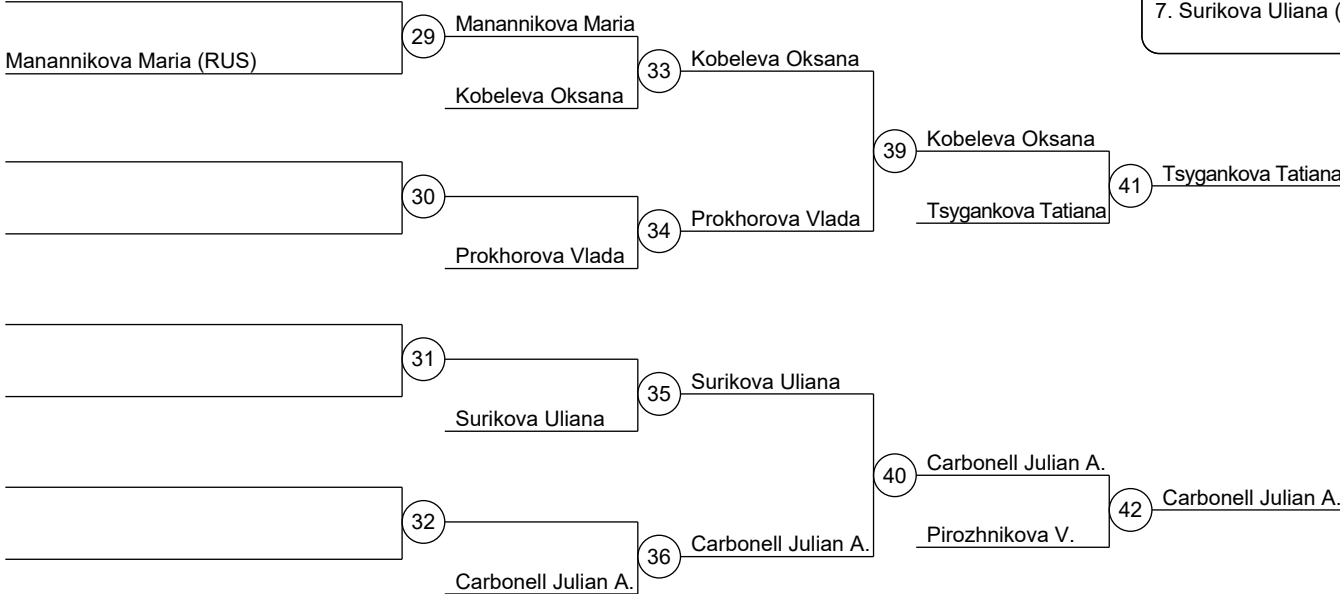 7. Surikova Uliana (
29
Manannikova Maria
Manannikova Maria (RUS)
33
Kobeleva Oksana
Kobeleva Oksana
39
Kobeleva Oksana
41
Tsygankova Tatiana
30
Tsygankova Tatiana
34
Prokhorova Vlada
Prokhorova Vlada
31
35
Surikova Uliana
Surikova Uliana
40
Carbonell Julian A.
42
Carbonell Julian A.
32
Pirozhnikova V.
36
Carbonell Julian A.
Carbonell Julian A.